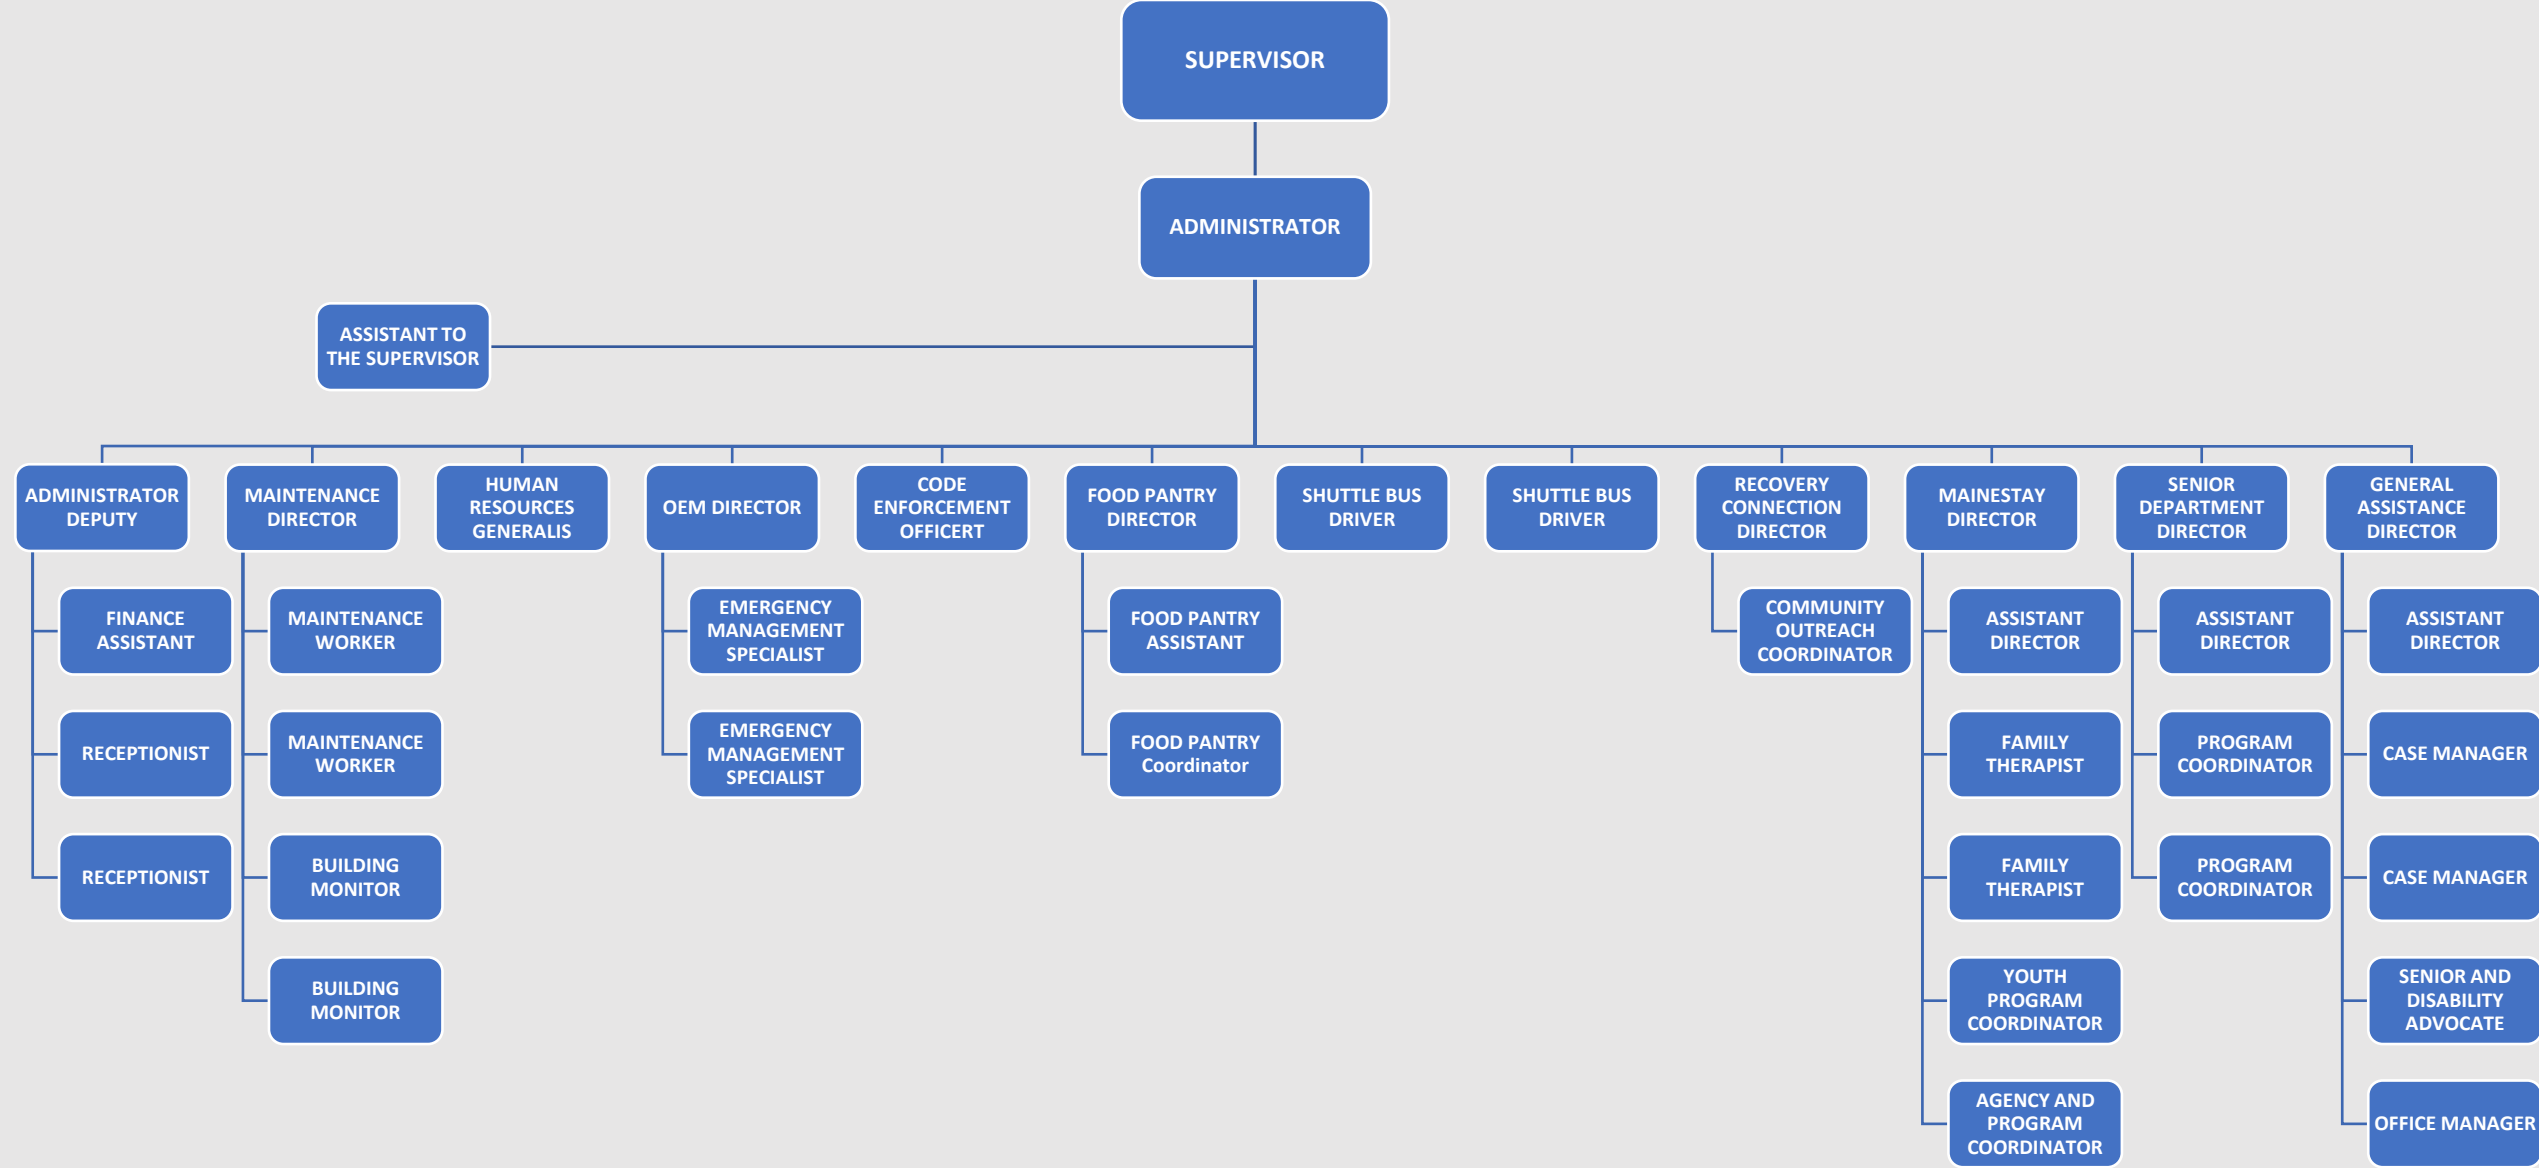 SUPERVISOR
ADMINISTRATOR
ASSISTANT TO
THE SUPERVISOR
ADMINISTRATOR
DEPUTY
MAINTENANCE
DIRECTOR
HUMAN
RESOURCES
GENERALIS
OEM DIRECTOR
CODE
ENFORCEMENT
OFFICERT
FOOD PANTRY
DIRECTOR
SHUTTLE BUS
DRIVER
SHUTTLE BUS
DRIVER
RECOVERY
CONNECTION
DIRECTOR
MAINESTAY
DIRECTOR
SENIOR
DEPARTMENT
DIRECTOR
GENERAL
ASSISTANCE
DIRECTOR
FINANCE
ASSISTANT
RECEPTIONIST
RECEPTIONIST
MAINTENANCE
WORKER
MAINTENANCE
WORKER
BUILDING
MONITOR
BUILDING
MONITOR
EMERGENCY
MANAGEMENT
SPECIALIST
EMERGENCY
MANAGEMENT
SPECIALIST
FOOD PANTRY
ASSISTANT
FOOD PANTRY
Coordinator
COMMUNITY
OUTREACH
COORDINATOR
ASSISTANT
DIRECTOR
FAMILY
THERAPIST
FAMILY
THERAPIST
YOUTH
PROGRAM
COORDINATOR
AGENCY AND
PROGRAM
COORDINATOR
ASSISTANT
DIRECTOR
PROGRAM
COORDINATOR
PROGRAM
COORDINATOR
ASSISTANT
DIRECTOR
CASE MANAGER
CASE MANAGER
SENIOR AND
DISABILITY
ADVOCATE
OFFICE MANAGER